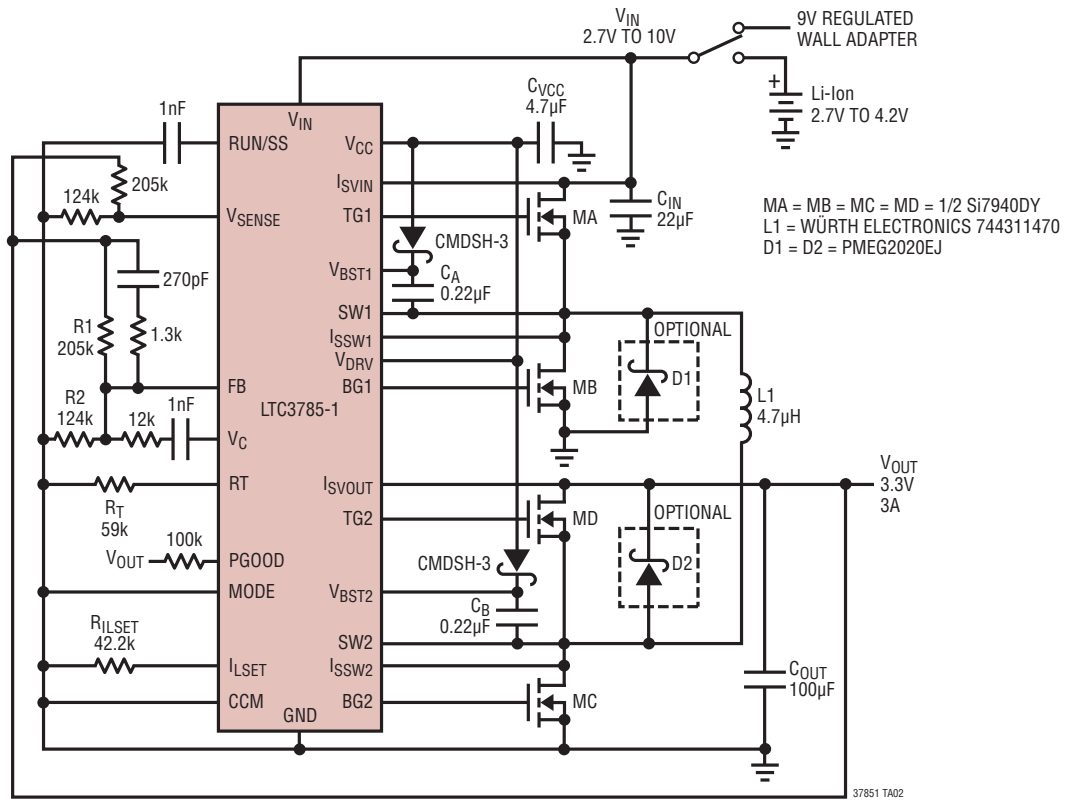 V_IN
2.7V TO 10V
9V REGULATED
WALL ADAPTER
+
Li-Ion
2.7V TO 4.2V
1nF
C_VCC
4.7µF
V_IN
RUN/SS
V_CC
205k
124k
I_SVIN
V_SENSE
TG1
MA
C_IN
22µF
MA = MB = MC = MD = 1/2 Si7940DY
L1 = WÜRTH ELECTRONICS 744311470
D1 = D2 = PMEG2020EJ
CMDSH-3
V_BST1
C_A
0.22µF
270pF
SW1
R1
205k
1.3k
I_SSW1
V_DRV
OPTIONAL
D1
FB
BG1
MB
LTC3785-1
L1
4.7µH
R2
124k
12k
1nF
V_C
RT
R_T
59k
I_SVOUT
V_OUT
3.3V
3A
TG2
MD
OPTIONAL
D2
V_OUT
100k
PGOOD
CMDSH-3
MODE
V_BST2
C_B
0.22µF
R_ILSET
42.2k
SW2
I_LSET
I_SSW2
C_OUT
100µF
CCM
BG2
MC
GND
37851 TA02